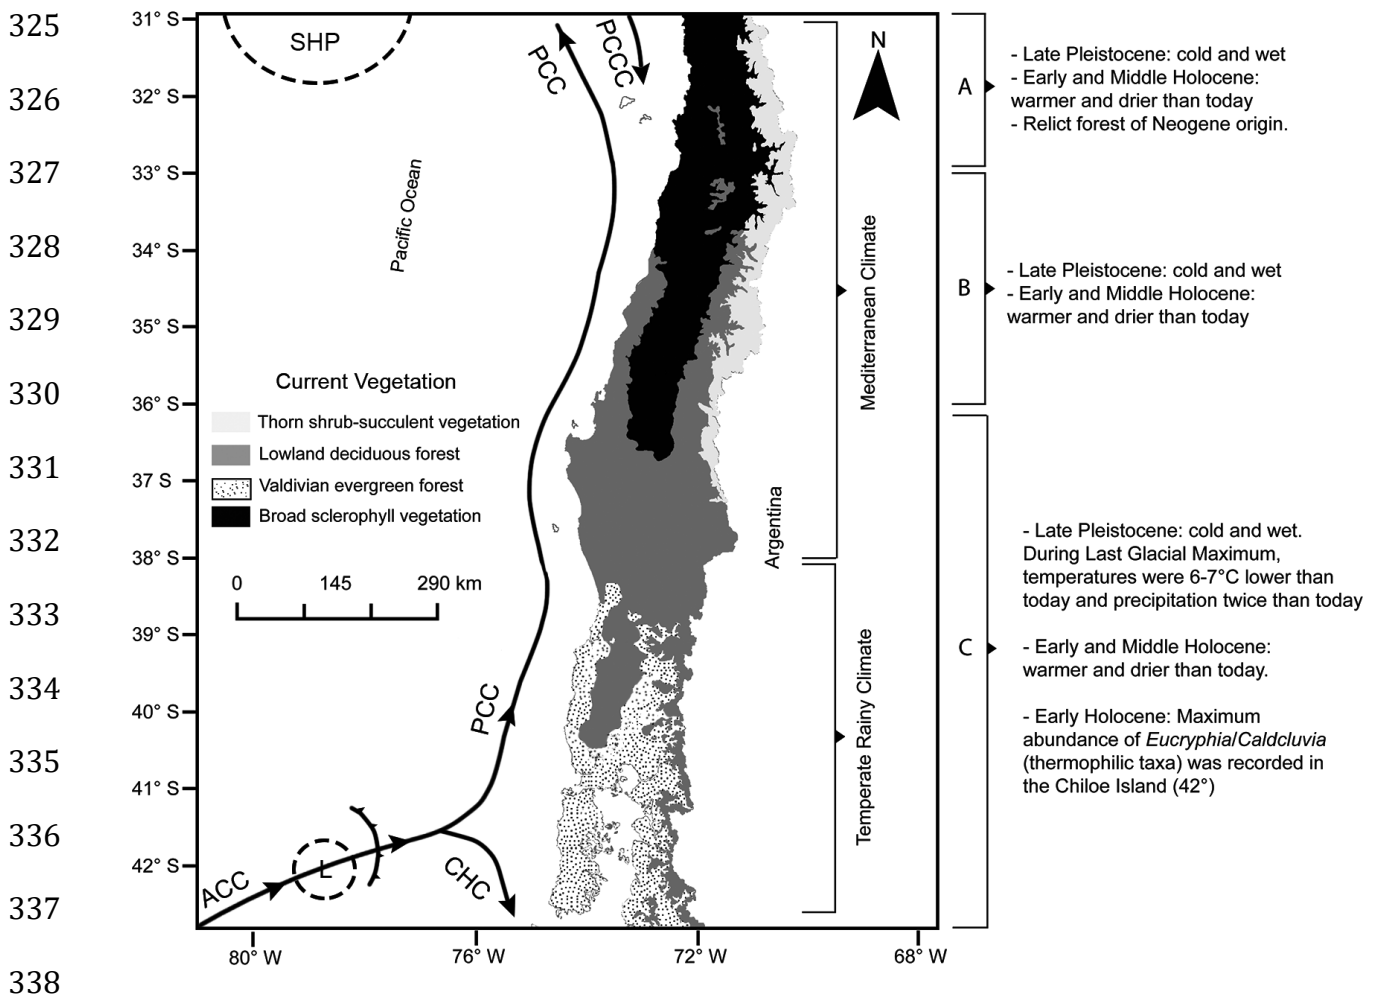 325
326
327
328
329
330
331
332
333
334
335
336
337
338
31° S
32° S
33° S
34° S
35° S
36° S
37° S
38° S
39° S
40° S
41° S
42° S
80° W
76° W
72° W
68° W
SHP
PCC
PCCC
N
Pacific Ocean
Current Vegetation
Thorn shrub-succulent vegetation
Lowland deciduous forest
Valdivian evergreen forest
Broad sclerophyll vegetation
0 145 290 km
PCC
ACC
L
CHC
Argentina
Mediterranean Climate
Temperate Rainy Climate
A
- Late Pleistocene: cold and wet
- Early and Middle Holocene:
warmer and drier than today
- Relict forest of Neogene origin.
B
- Late Pleistocene: cold and wet
- Early and Middle Holocene:
warmer and drier than today
C
- Late Pleistocene: cold and wet.
During Last Glacial Maximum,
temperatures were 6-7°C lower than
today and precipitation twice than today
- Early and Middle Holocene:
warmer and drier than today.
- Early Holocene: Maximum
abundance of Eucryphia/Caldcluvia
(thermophilic taxa) was recorded in
the Chiloe Island (42°)